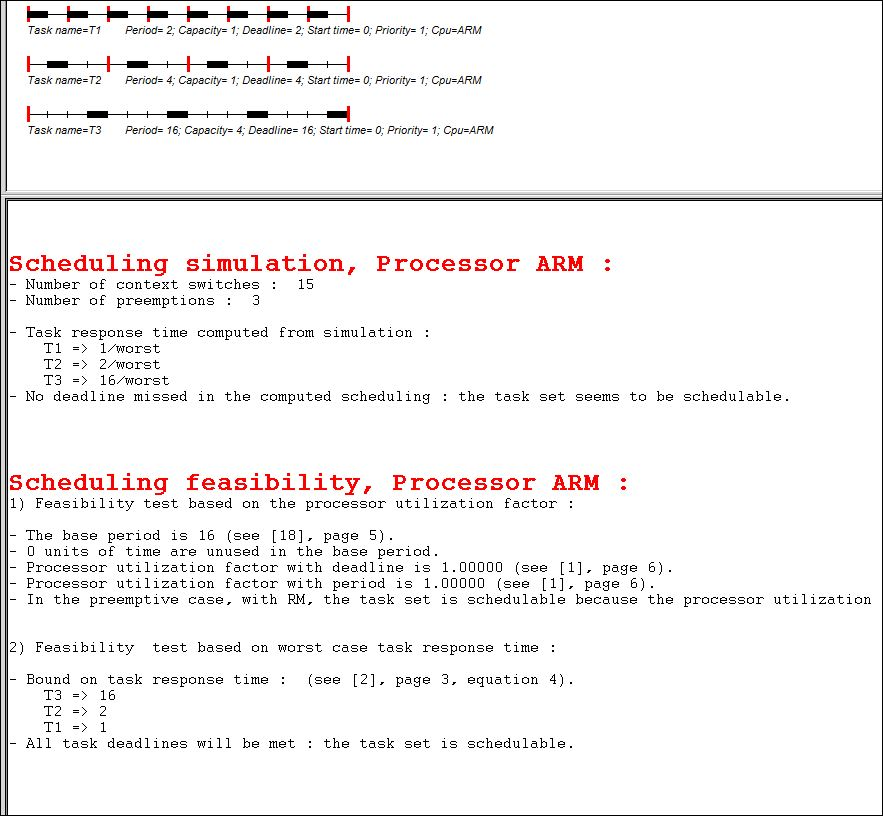 Task name=T1 Period= 2; Capacity= 1; Deadline= 2; Start time= 0; Priority= 1; Cpu=ARM
Task name=T2 Period= 4; Capacity= 1; Deadline= 4; Start time= 0; Priority= 1; Cpu=ARM
Task name=T3 Period= 16; Capacity= 4; Deadline= 16; Start time= 0; Priority= 1; Cpu=ARM
Scheduling simulation, Processor ARM :
- Number of context switches : 15
- Number of preemptions : 3
- Task response time computed from simulation :
T1 => 1/worst
T2 => 2/worst
T3 => 16/worst
- No deadline missed in the computed scheduling : the task set seems to be schedulable.
Scheduling feasibility, Processor ARM :
1) Feasibility test based on the processor utilization factor :
- The base period is 16 (see [18], page 5).
- 0 units of time are unused in the base period.
- Processor utilization factor with deadline is 1.00000 (see [1], page 6).
- Processor utilization factor with period is 1.00000 (see [1], page 6).
- In the preemptive case, with RM, the task set is schedulable because the processor utilization
2) Feasibility test based on worst case task response time :
- Bound on task response time : (see [2], page 3, equation 4).
T3 => 16
T2 => 2
T1 => 1
- All task deadlines will be met : the task set is schedulable.